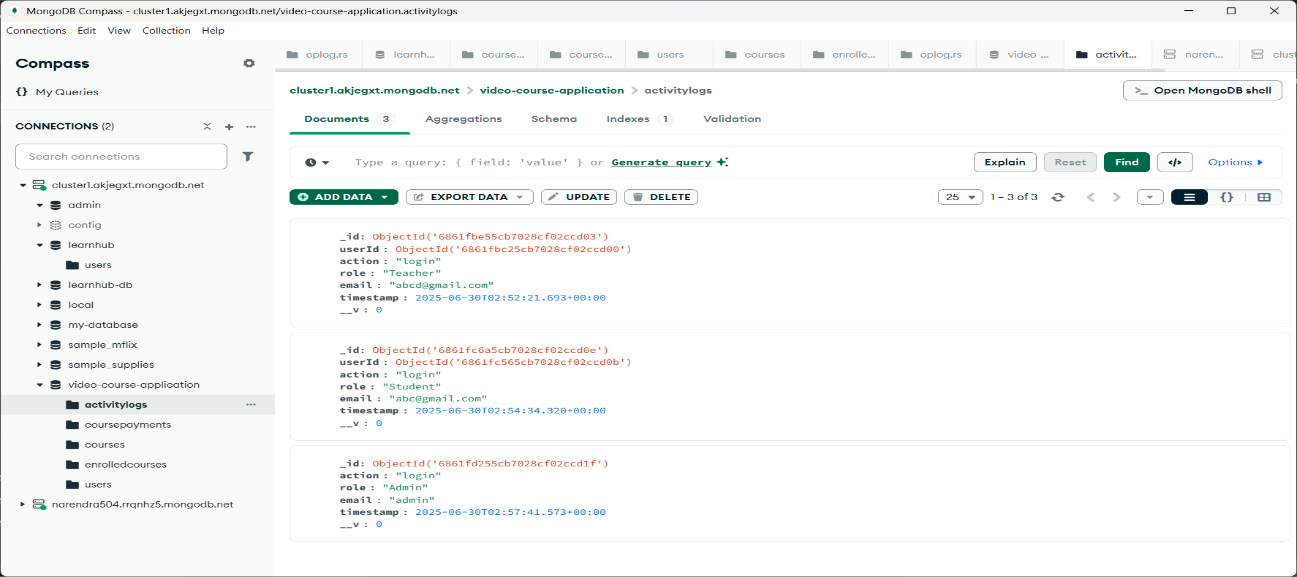 MongoDB Compass - cluster1.akjegxt.mongodb.net/video-course-application.activitylogs
Connections Edit View Collection Help
Compass
My Queries
CONNECTIONS (2)
Search connections
cluster1.akjegxt.mongodb.net
admin
config
learnhub
users
learnhub-db
local
my-database
sample_mflix
sample_supplies
video-course-application
activitylogs
coursepayments
courses
enrolledcourses
users
narendra504.rrqnhz5.mongodb.net
oplog.rs learnh... course... course... users courses enrolle... oplog.rs video-... activit... naren... clust
cluster1.akjegxt.mongodb.net > video-course-application > activitylogs
>_ Open MongoDB shell
Documents 3 Aggregations Schema Indexes 1 Validation
Type a query: { field: 'value' } or Generate query
Explain Reset Find </> Options
ADD DATA EXPORT DATA UPDATE DELETE
25 1 – 3 of 3 {}
_id: ObjectId('6861fbe55cb7028cf02ccd03')
userId : ObjectId('6861fbc25cb7028cf02ccd00')
action : "login"
role : "Teacher"
email : "abcd@gmail.com"
timestamp : 2025-06-30T02:52:21.693+00:00
__v : 0
_id: ObjectId('6861fc6a5cb7028cf02ccd0e')
userId : ObjectId('6861fc565cb7028cf02ccd0b')
action : "login"
role : "Student"
email : "abc@gmail.com"
timestamp : 2025-06-30T02:54:34.320+00:00
__v : 0
_id: ObjectId('6861fd255cb7028cf02ccd1f')
action : "login"
role : "Admin"
email : "admin"
timestamp : 2025-06-30T02:57:41.573+00:00
__v : 0